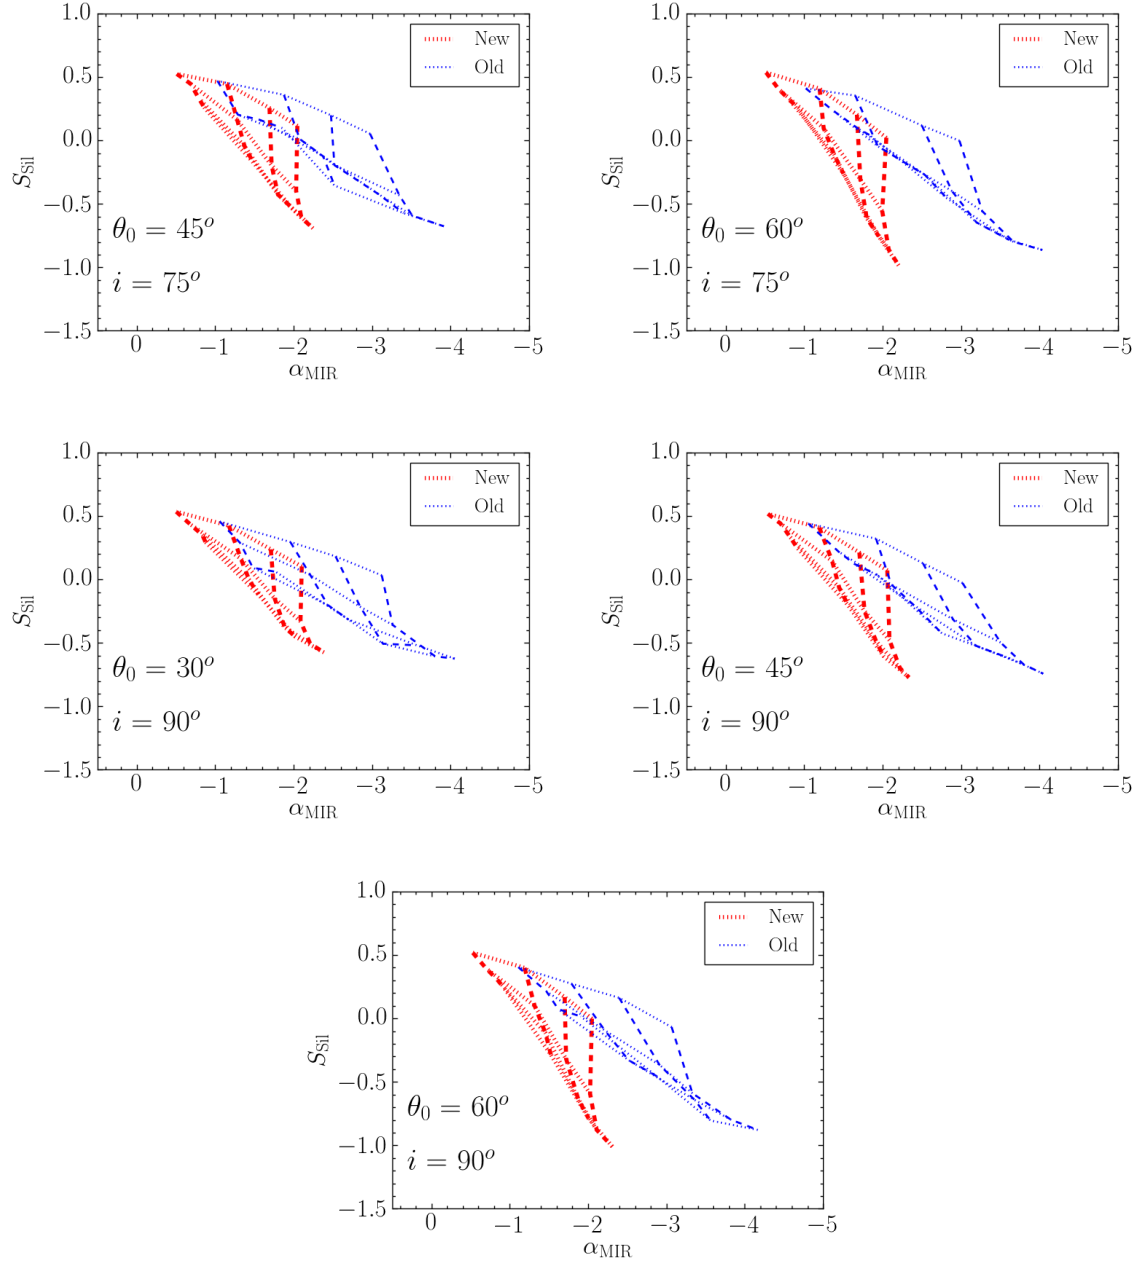 1.0
0.5
0.0
−0.5
−1.0
−1.5
S_Sil
New
Old
θ₀ = 45°
i = 75°
0 −1 −2 −3 −4 −5
α_MIR
1.0
0.5
0.0
−0.5
−1.0
−1.5
S_Sil
New
Old
θ₀ = 60°
i = 75°
0 −1 −2 −3 −4 −5
α_MIR
1.0
0.5
0.0
−0.5
−1.0
−1.5
S_Sil
New
Old
θ₀ = 30°
i = 90°
0 −1 −2 −3 −4 −5
α_MIR
1.0
0.5
0.0
−0.5
−1.0
−1.5
S_Sil
New
Old
θ₀ = 45°
i = 90°
0 −1 −2 −3 −4 −5
α_MIR
1.0
0.5
0.0
−0.5
−1.0
−1.5
S_Sil
New
Old
θ₀ = 60°
i = 90°
0 −1 −2 −3 −4 −5
α_MIR